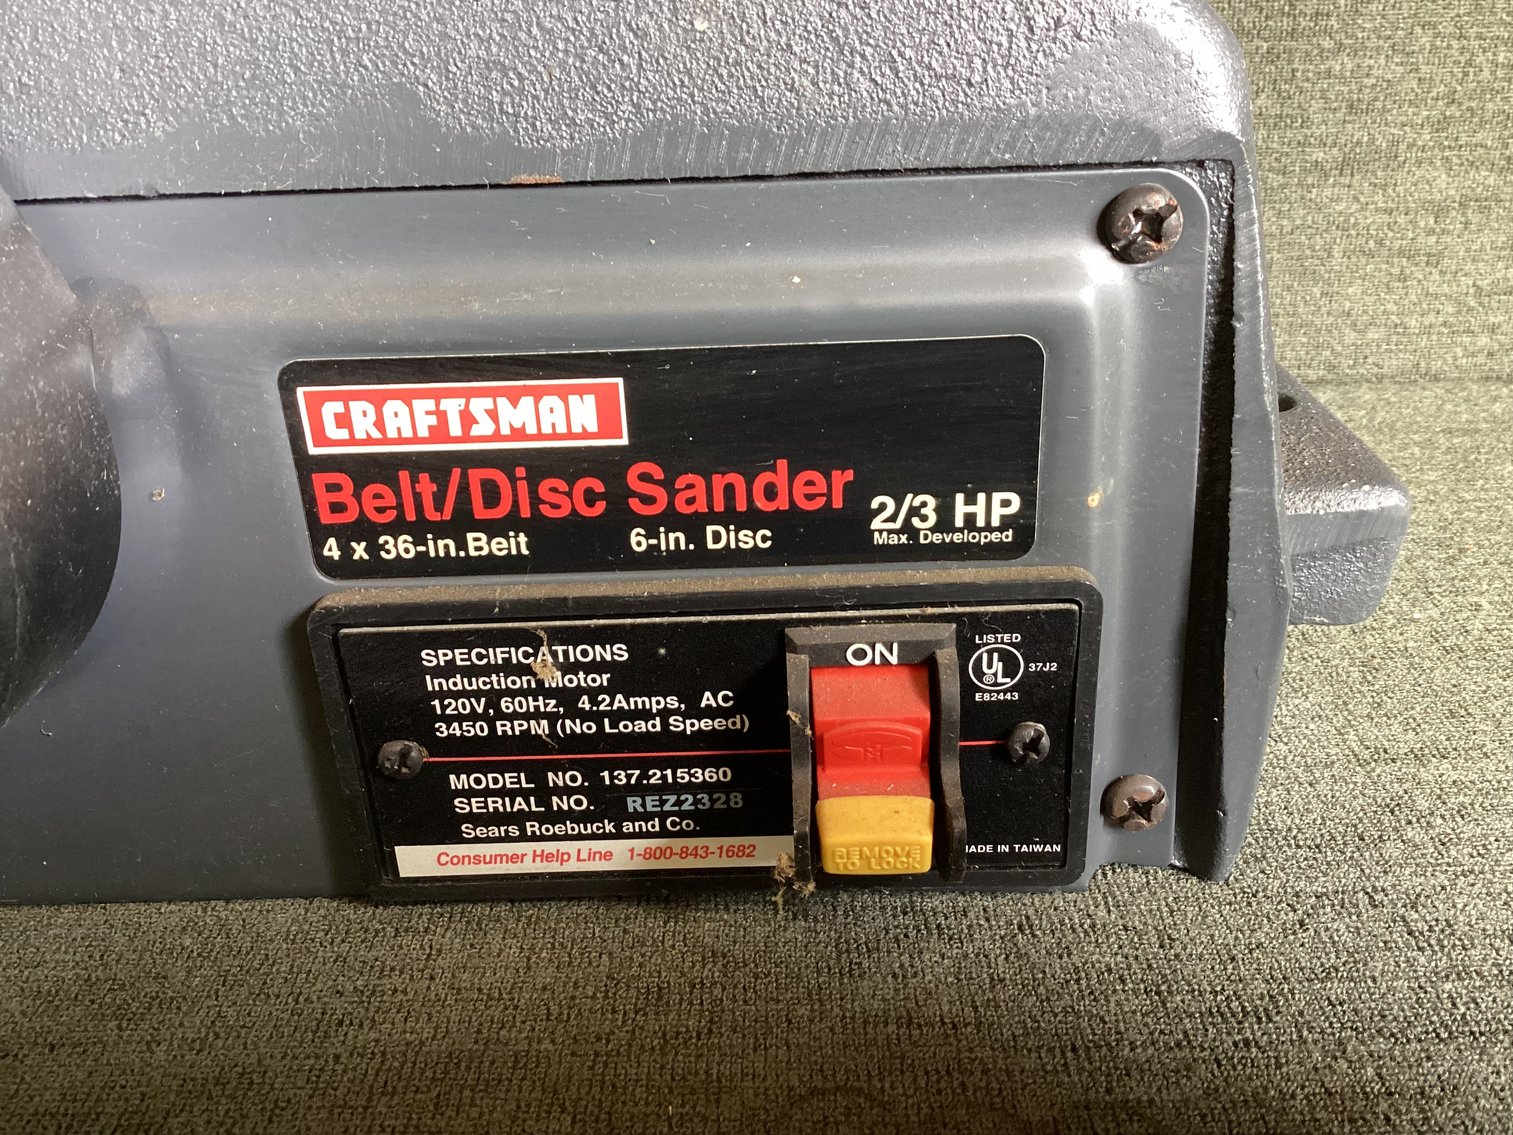 CRAFTSMAN
Belt/Disc Sander
2/3 HP
4 x 36-in.Beit
6-in. Disc
Max. Developed
SPECIFICATIONS
Induction Motor
120V, 60Hz, 4.2Amps, AC
3450 RPM (No Load Speed)
MODEL NO. 137.215360
SERIAL NO. REZ2328
Sears Roebuck and Co.
Consumer Help Line 1-800-843-1682
ON
REMOVE
TO LOCK
LISTED
UL
®
37J2
E82443
MADE IN TAIWAN